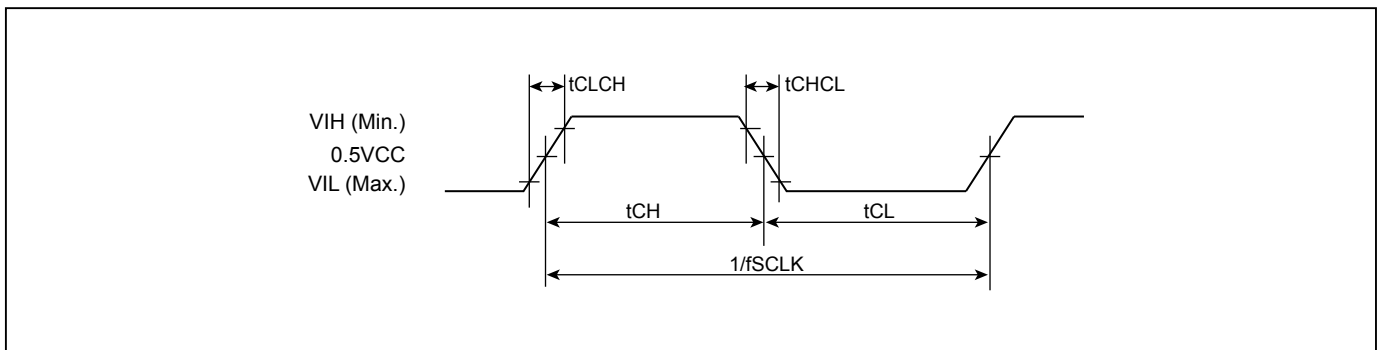 tCLCH
tCHCL
VIH (Min.)
0.5VCC
VIL (Max.)
tCH
tCL
1/fSCLK